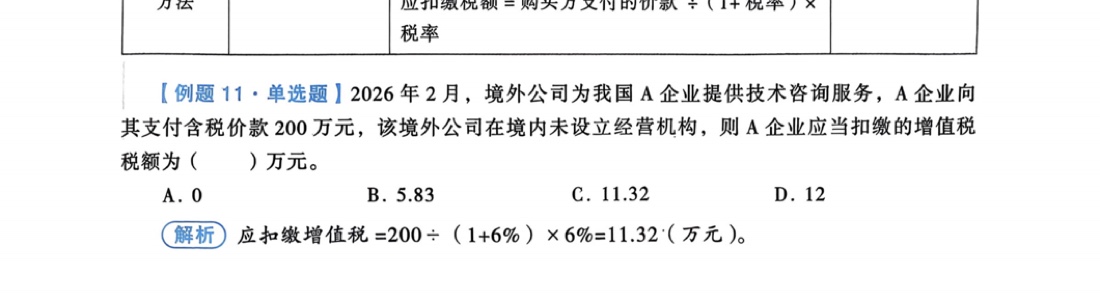 方法
应扣缴税额 = 购买方支付的价款 ÷（1+ 税率）×
税率
【例题 11 · 单选题】2026 年 2 月，境外公司为我国 A 企业提供技术咨询服务，A 企业向
其支付含税价款 200 万元，该境外公司在境内未设立经营机构，则 A 企业应当扣缴的增值税
税额为（　　）万元。
A. 0 B. 5.83 C. 11.32 D. 12
解析 应扣缴增值税 =200÷（1+6%）×6%=11.32（万元）。